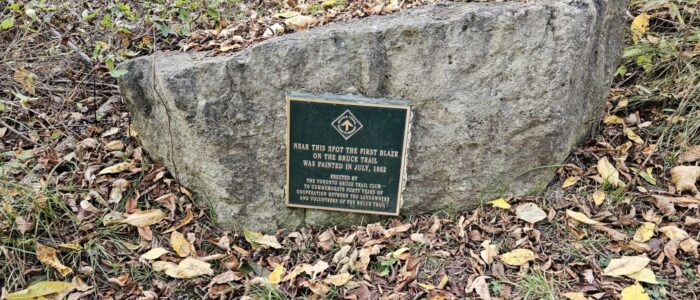 NEAR THIS SPOT THE FIRST BLAZE
ON THE BRUCE TRAIL
WAS PAINTED IN JULY, 1962
ERECTED BY
THE TORONTO BRUCE TRAIL CLUB
TO COMMEMORATE FORTY YEARS OF
COOPERATION BETWEEN THE LANDOWNERS
AND VOLUNTEERS OF THE BRUCE TRAIL